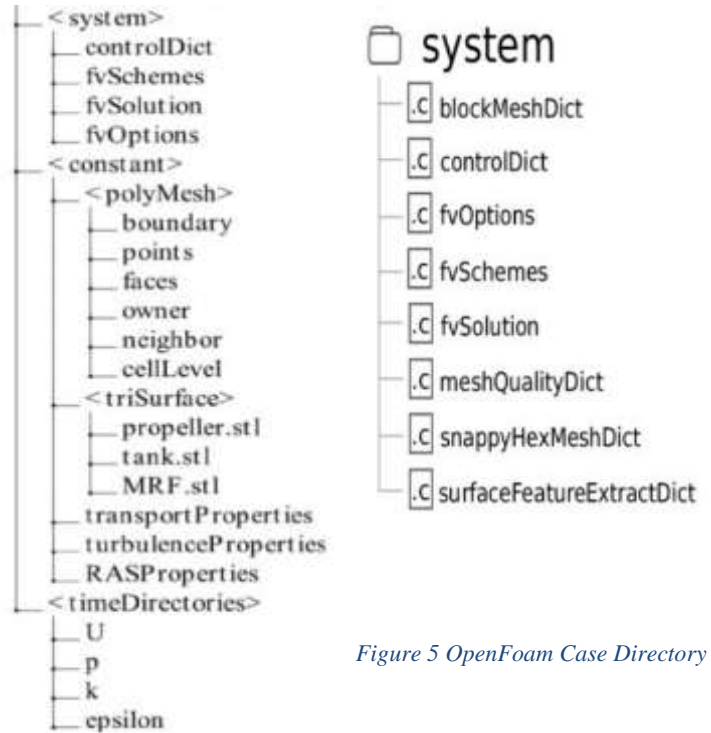 <system>
controlDict
fvSchemes
fvSolution
fvOptions
<constant>
<polyMesh>
boundary
points
faces
owner
neighbor
cellLevel
<triSurface>
propeller.stl
tank.stl
MRF.stl
transportProperties
turbulenceProperties
RASProperties
<timeDirectories>
U
p
k
epsilon
system
.C blockMeshDict
.C controlDict
.C fvOptions
.C fvSchemes
.C fvSolution
.C meshQualityDict
.C snappyHexMeshDict
.C surfaceFeatureExtractDict
Figure 5 OpenFoam Case Directory